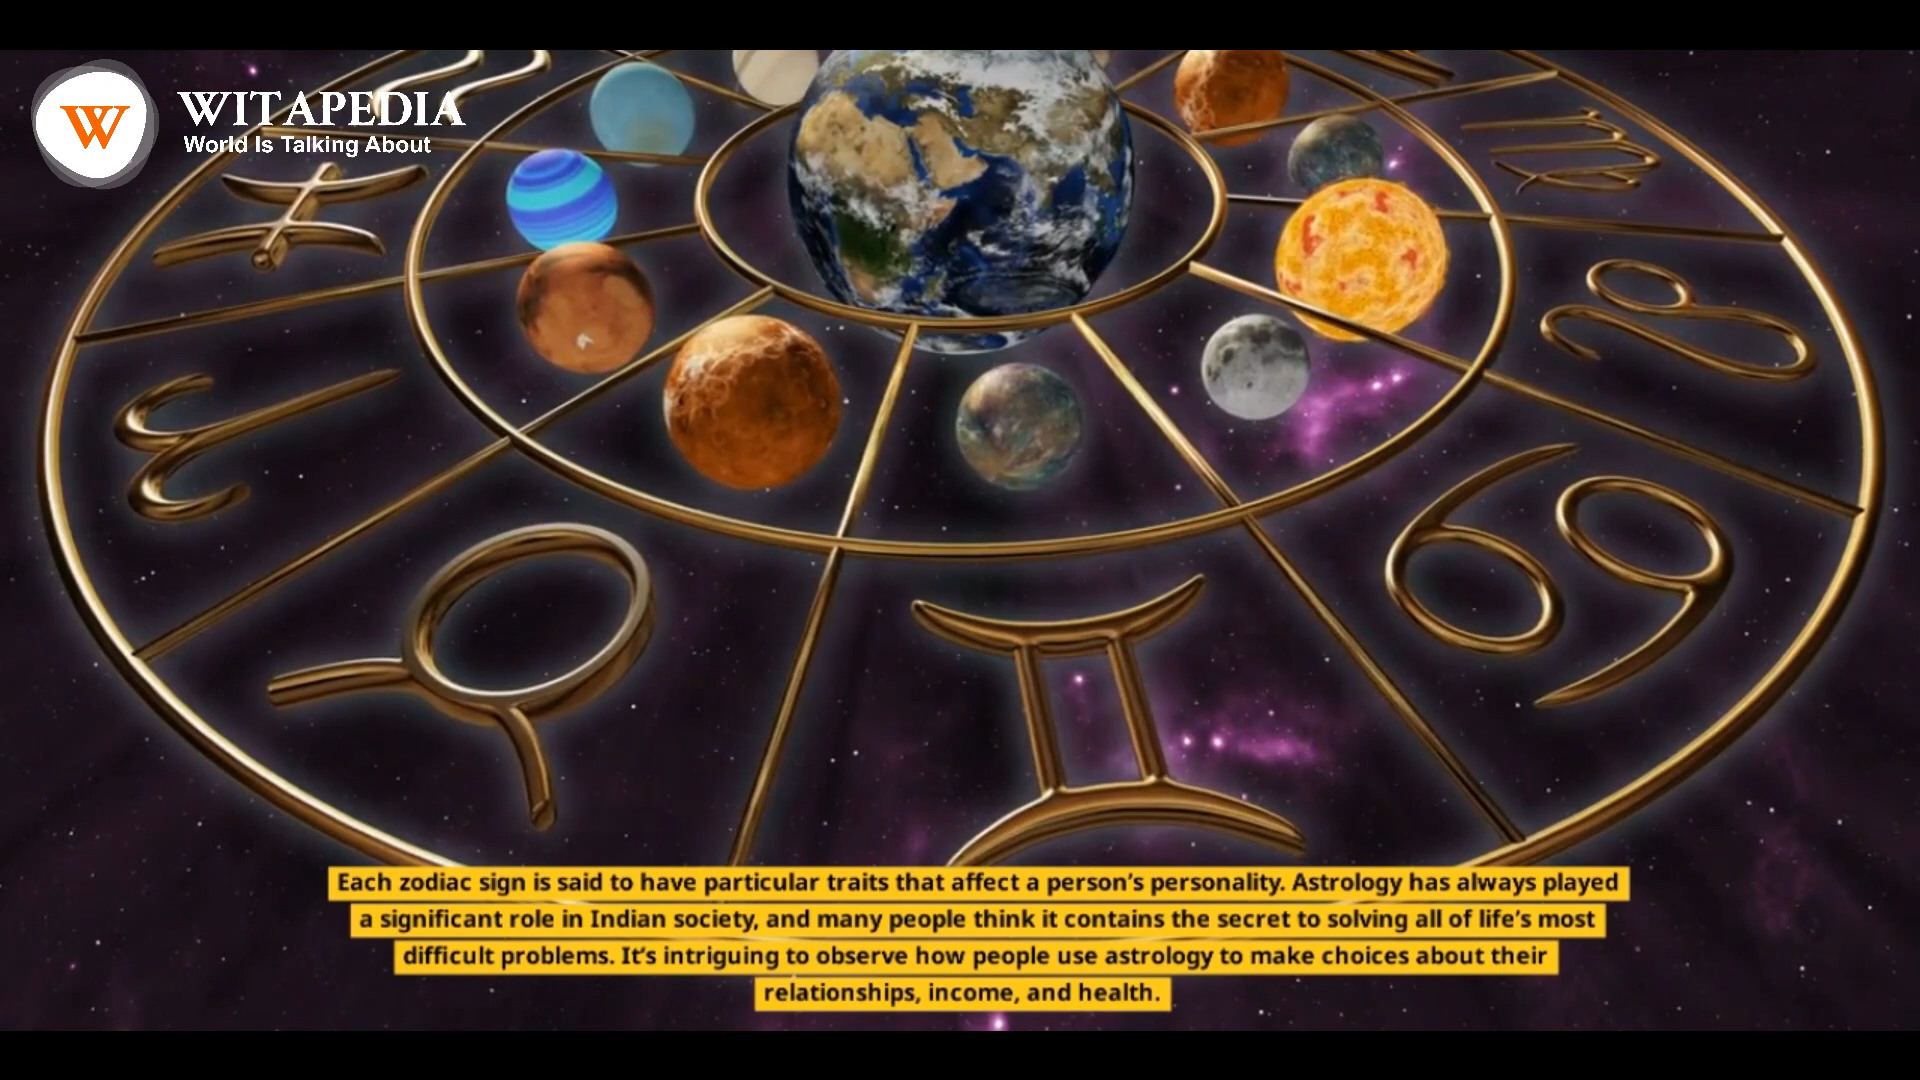 W
WITAPEDIA
World Is Talking About
Each zodiac sign is said to have particular traits that affect a person’s personality. Astrology has always played
a significant role in Indian society, and many people think it contains the secret to solving all of life’s most
difficult problems. It’s intriguing to observe how people use astrology to make choices about their
relationships, income, and health.